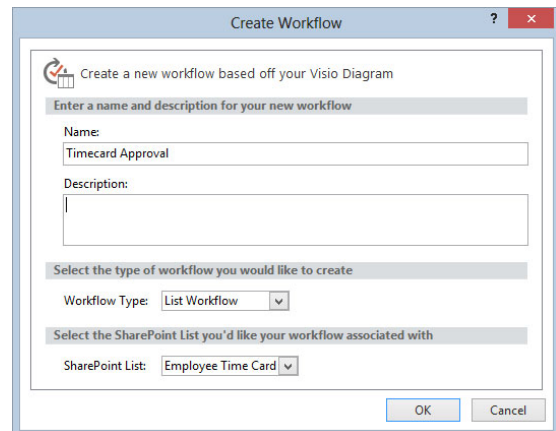 Create Workflow
?
×
Create a new workflow based off your Visio Diagram
Enter a name and description for your new workflow
Name:
Timecard Approval
Description:
Select the type of workflow you would like to create
Workflow Type: List Workflow
Select the SharePoint List you'd like your workflow associated with
SharePoint List: Employee Time Card
OK Cancel